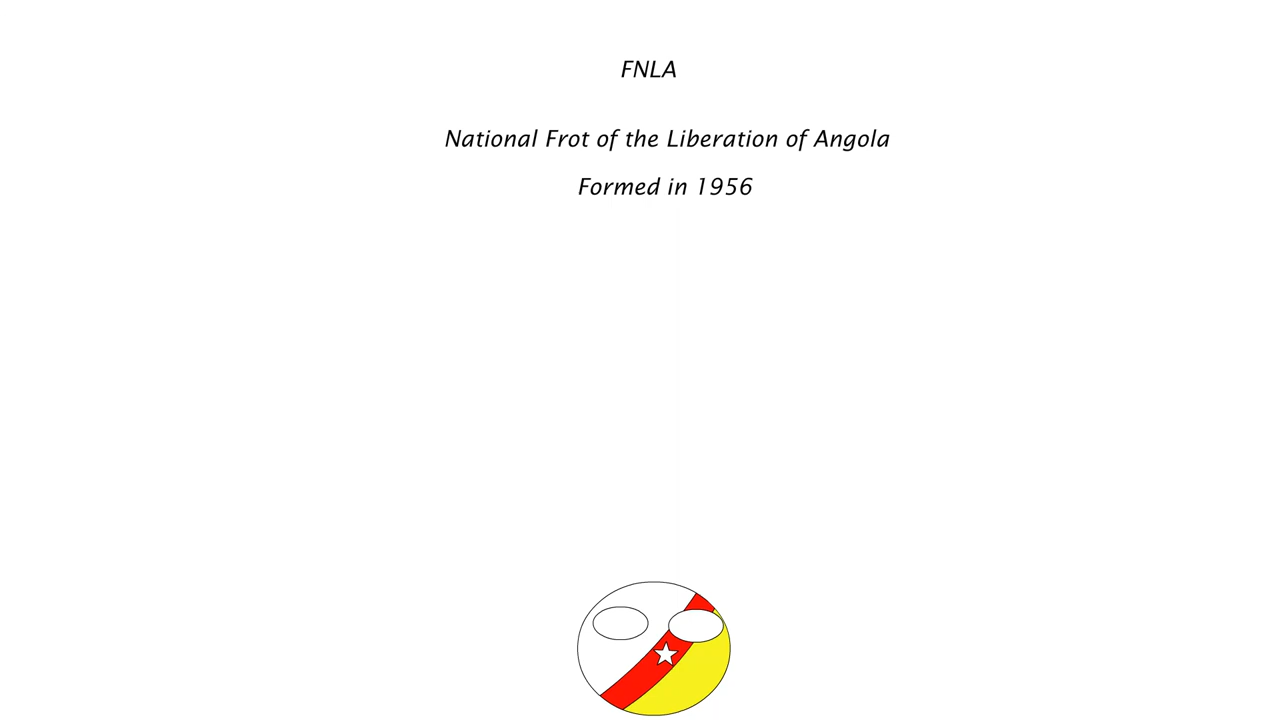 FNLA
National Frot of the Liberation of Angola
Formed in 1956